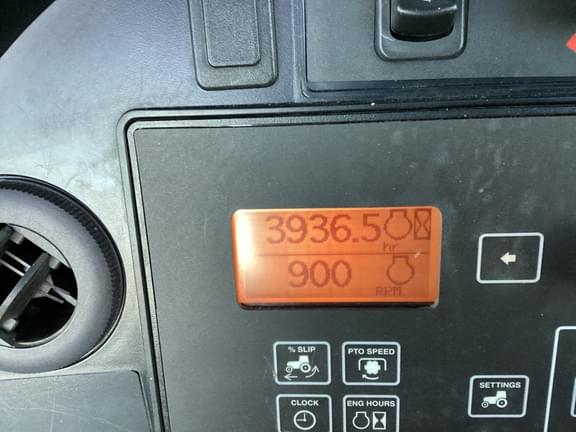 3936.5
hr
900
RPM
% SLIP PTO SPEED
CLOCK ENG HOURS
SETTINGS